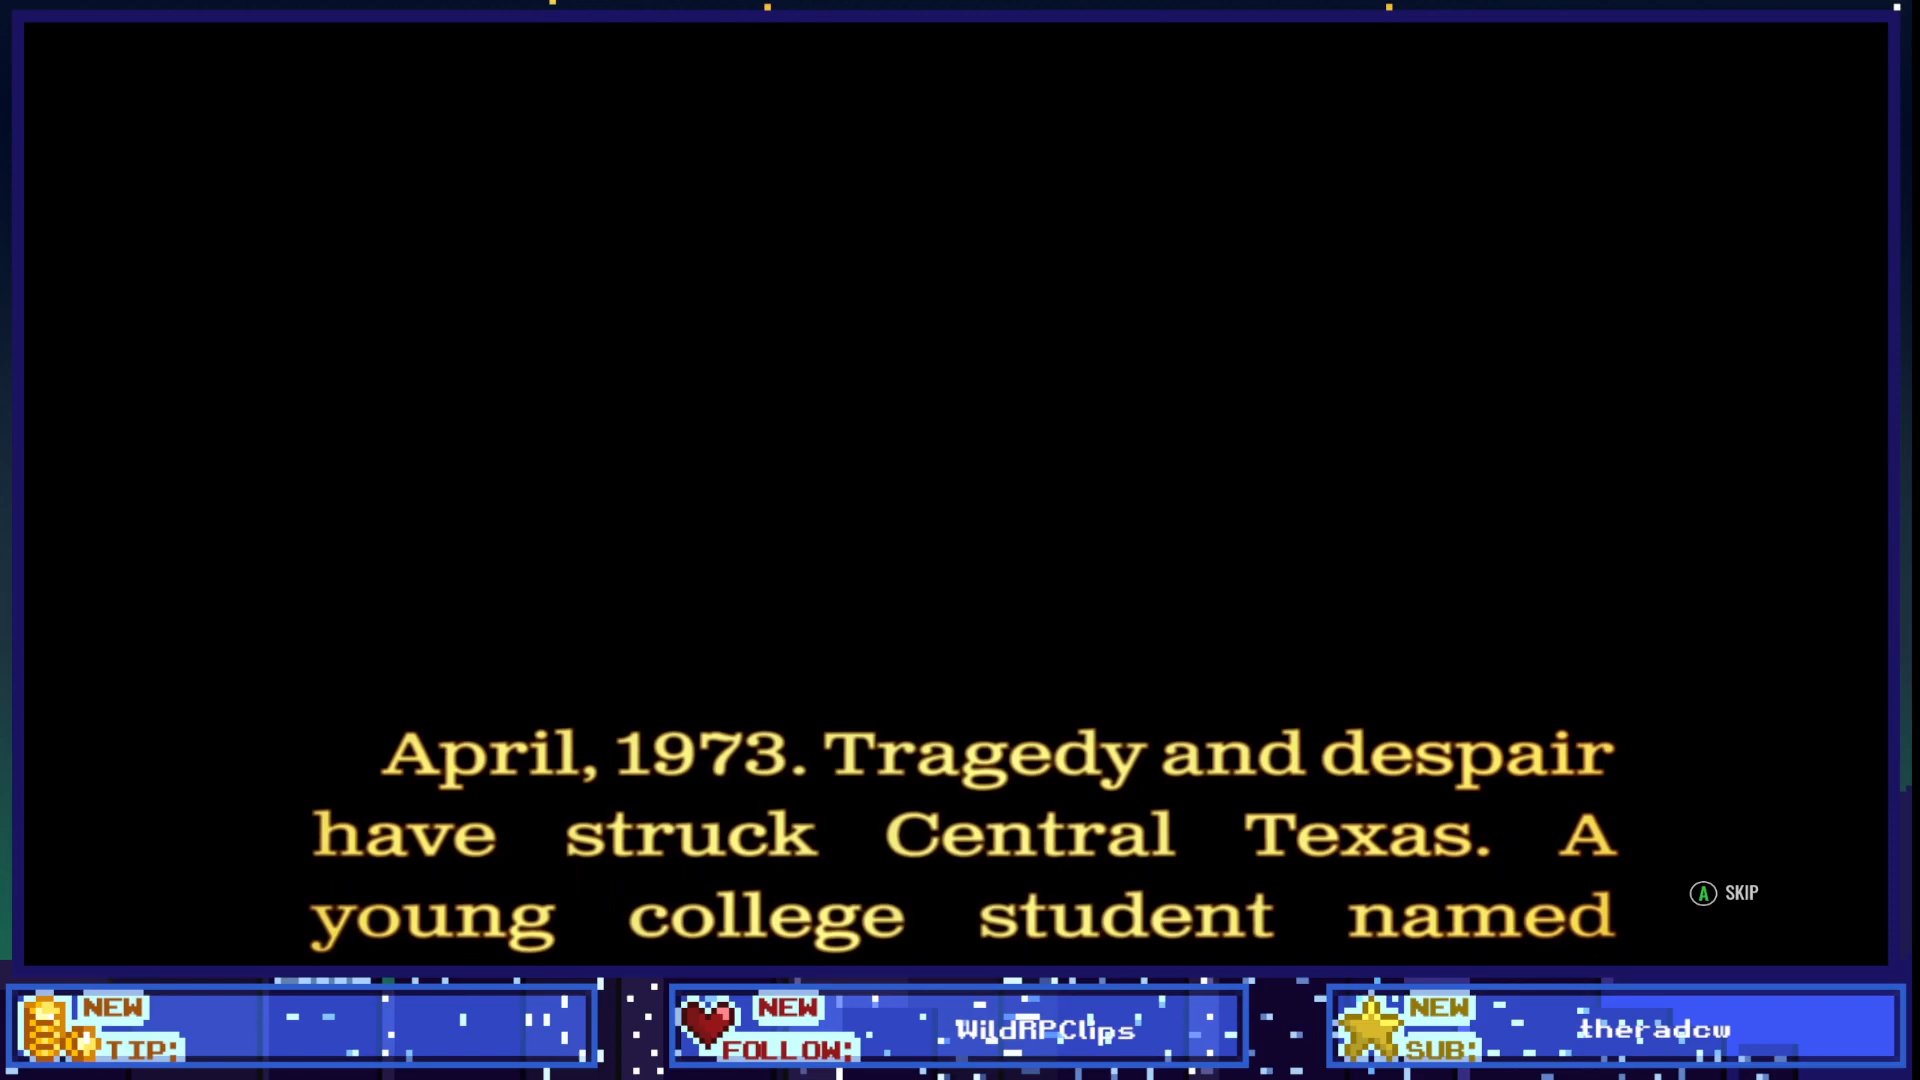 April, 1973. Tragedy and despair
have struck Central Texas. A
young college student named
A SKIP
NEW
TIP:
NEW
FOLLOW:
WildRPClips
NEW
SUB:
theradcw